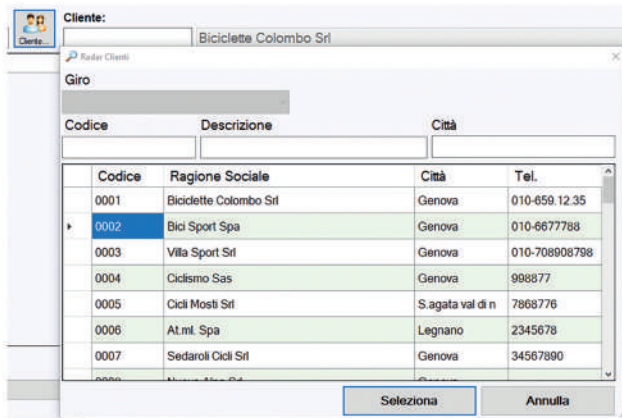 Cliente:
Cliente...
Biciclette Colombo Srl
Radar Clienti
Giro
Codice Descrizione Città
Codice Ragione Sociale Città Tel.
0001 Biciclette Colombo Srl Genova 010-659.12.35
0002 Bici Sport Spa Genova 010-6677788
0003 Villa Sport Srl Genova 010-708908798
0004 Ciclismo Sas Genova 998877
0005 Cicli Mosti Srl S.agata val di n 7868776
0006 At.ml. Spa Legnano 2345678
0007 Sedaroli Cicli Srl Genova 34567890
Seleziona Annulla